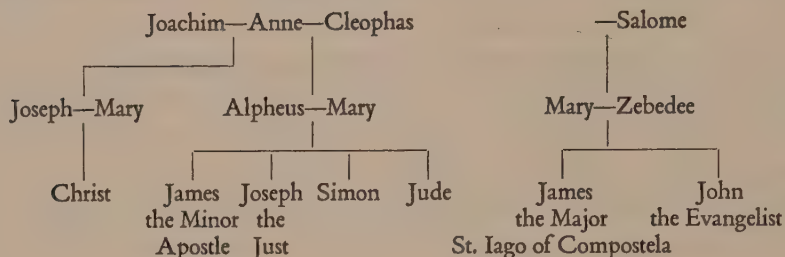 Joachim—Anne—Cleophas —Salome
Joseph—Mary Alpheus—Mary Mary—Zebedee
Christ James Joseph Simon Jude James John
the Minor the the Major the Evangelist
Apostle Just St. Iago of Compostela